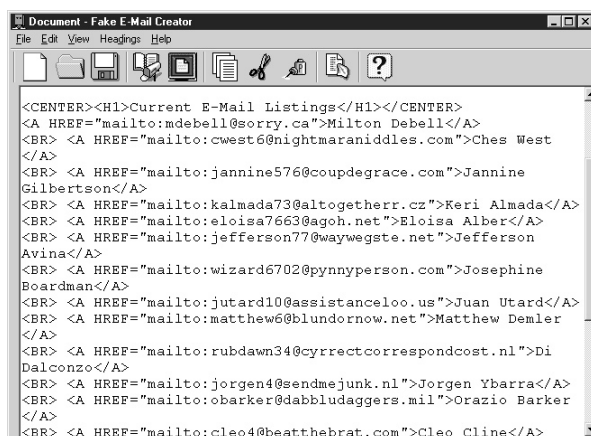 Document - Fake E-Mail Creator
File Edit View Headings Help
<CENTER><H1>Current E-Mail Listings</H1></CENTER>
<A HREF="mailto:mdebell@sorry.ca">Milton Debell</A>
<BR> <A HREF="mailto:cwest6@nightmaraniddles.com">Ches West
</A>
<BR> <A HREF="mailto:jannine576@coupdegrace.com">Jannine
Gilbertson</A>
<BR> <A HREF="mailto:kalmada73@altogetherr.cz">Keri Almada</A>
<BR> <A HREF="mailto:eloisa7663@agoh.net">Eloisa Alber</A>
<BR> <A HREF="mailto:jefferson77@waywegste.net">Jefferson
Avina</A>
<BR> <A HREF="mailto:wizard6702@pynnyperson.com">Josephine
Boardman</A>
<BR> <A HREF="mailto:jutard10@assistanceloo.us">Juan Utard</A>
<BR> <A HREF="mailto:matthew6@blundornow.net">Matthew Demler
</A>
<BR> <A HREF="mailto:rubdawn34@cyrrectcorrespondcost.nl">Di
Dalconzo</A>
<BR> <A HREF="mailto:jorgen4@sendmejunk.nl">Jorgen Ybarra</A>
<BR> <A HREF="mailto:obarker@dabbludaggers.mil">Orazio Barker
</A>
<BR> <A HREF="mailto:cleo4@beatthebrat.com">Cleo Cline</A>